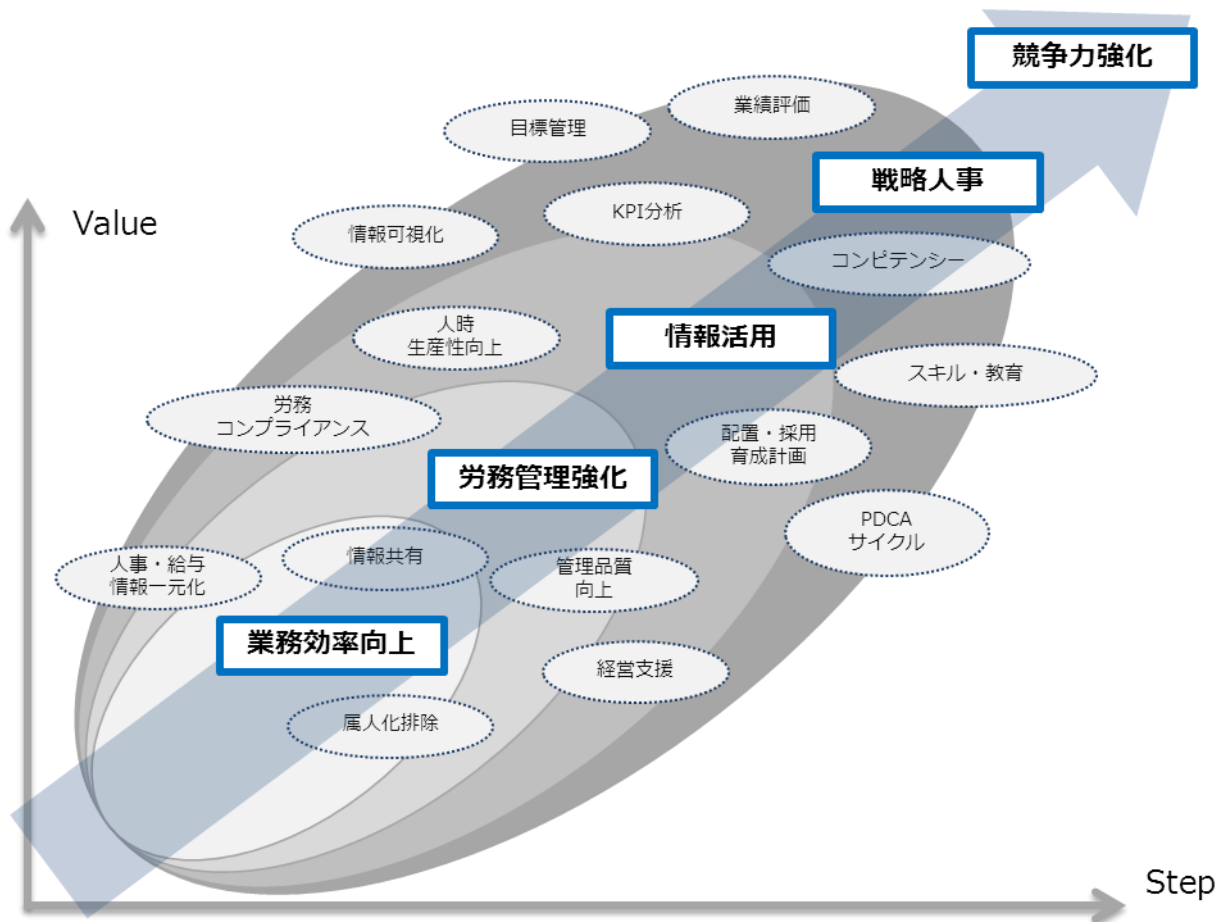 競争力強化
業績評価
目標管理
戦略人事
KPI分析
Value
情報可視化
コンピテンシー
人時
生産性向上
情報活用
スキル・教育
労務
コンプライアンス
配置・採用
育成計画
労務管理強化
PDCA
サイクル
人事・給与
情報一元化
情報共有
管理品質
向上
業務効率向上
経営支援
属人化排除
Step